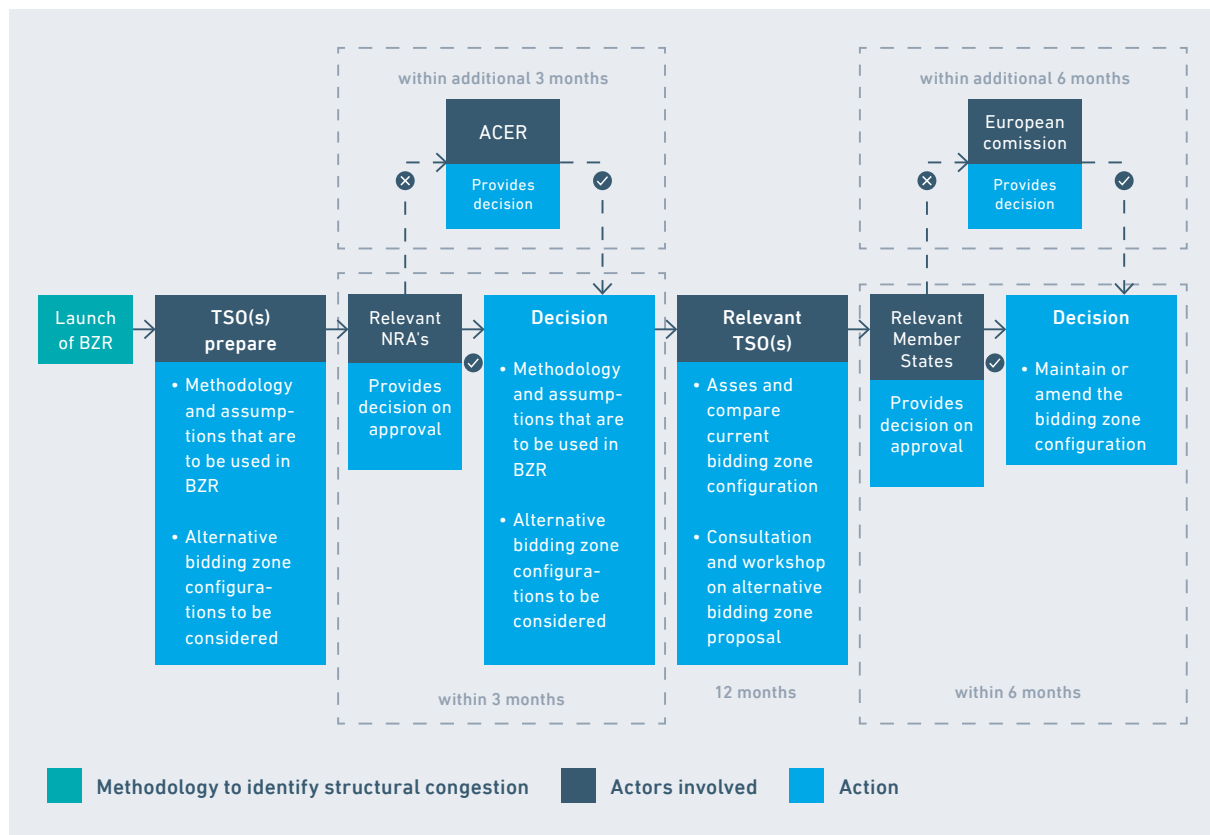 within additional 3 months
ACER
Provides
decision
within additional 6 months
European
comission
Provides
decision
Launch
of BZR
TSO(s)
prepare
• Methodology
and assump-
tions that are
to be used in
BZR
• Alternative
bidding zone
configura-
tions to be
considered
Relevant
NRA's
Provides
decision on
approval
Decision
• Methodology
and assump-
tions that are
to be used in
BZR
• Alternative
bidding zone
configura-
tions to be
considered
within 3 months
Relevant
TSO(s)
• Asses and
compare
current
bidding zone
configuration
• Consultation
and workshop
on alternative
bidding zone
proposal
12 months
Relevant
Member
States
Provides
decision on
approval
Decision
• Maintain or
amend the
bidding zone
configuration
within 6 months
Methodology to identify structural congestion
Actors involved
Action